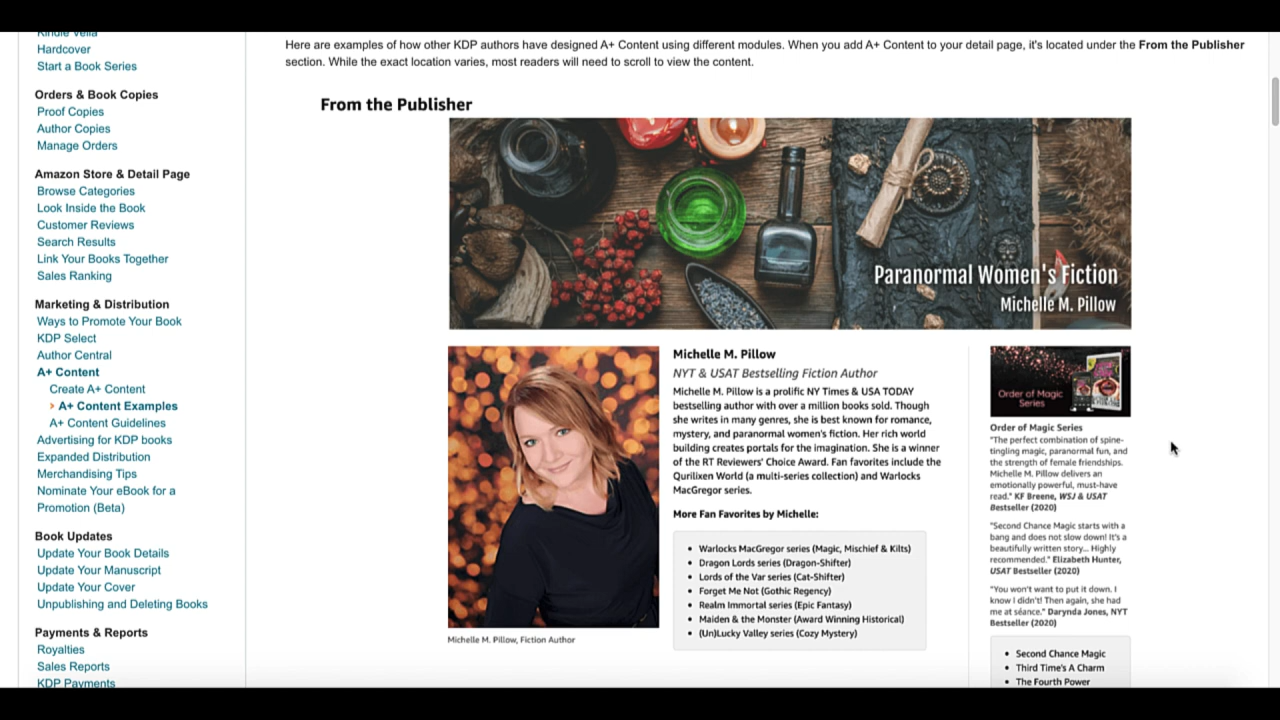 Kindle Vella
Hardcover
Start a Book Series
Orders & Book Copies
Proof Copies
Author Copies
Manage Orders
Amazon Store & Detail Page
Browse Categories
Look Inside the Book
Customer Reviews
Search Results
Link Your Books Together
Sales Ranking
Marketing & Distribution
Ways to Promote Your Book
KDP Select
Author Central
A+ Content
Create A+ Content
A+ Content Examples
A+ Content Guidelines
Advertising for KDP books
Expanded Distribution
Merchandising Tips
Nominate Your eBook for a
Promotion (Beta)
Book Updates
Update Your Book Details
Update Your Manuscript
Update Your Cover
Unpublishing and Deleting Books
Payments & Reports
Royalties
Sales Reports
KDP Payments
Here are examples of how other KDP authors have designed A+ Content using different modules. When you add A+ Content to your detail page, it's located under the From the Publisher
section. While the exact location varies, most readers will need to scroll to view the content.
From the Publisher
Paranormal Women's Fiction
Michelle M. Pillow
Michelle M. Pillow, Fiction Author
Michelle M. Pillow
NYT & USAT Bestselling Fiction Author
Michelle M. Pillow is a prolific NY Times & USA TODAY
bestselling author with over a million books sold. Though
she writes in many genres, she is best known for romance,
mystery, and paranormal women's fiction. Her rich world
building creates portals for the imagination. She is a winner
of the RT Reviewers' Choice Award. Fan favorites include the
Qurilixen World (a multi-series collection) and Warlocks
MacGregor series.
More Fan Favorites by Michelle:
• Warlocks MacGregor series (Magic, Mischief & Kilts)
• Dragon Lords series (Dragon-Shifter)
• Lords of the Var series (Cat-Shifter)
• Forget Me Not (Gothic Regency)
• Realm Immortal series (Epic Fantasy)
• Maiden & the Monster (Award Winning Historical)
• (Un)Lucky Valley series (Cozy Mystery)
Order of Magic
Series
Order of Magic Series
"The perfect combination of spine-
tingling magic, paranormal fun, and
the strength of female friendships.
Michelle M. Pillow delivers an
emotionally powerful, must-have
read." KF Breene, WSJ & USAT
Bestseller (2020)
"Second Chance Magic starts with a
bang and does not slow down! It's a
beautifully written story... Highly
recommended." Elizabeth Hunter,
USAT Bestseller (2020)
"You won't want to put it down. I
know I didn't! Then again, she had
me at séance." Darynda Jones, NYT
Bestseller (2020)
• Second Chance Magic
• Third Time's A Charm
• The Fourth Power